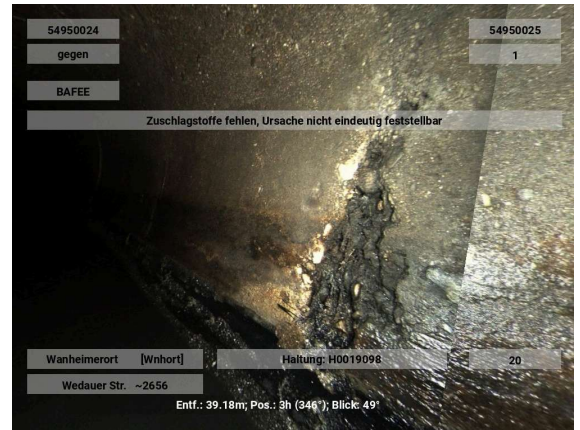 54950024
54950025
gegen
1
BAFEE
Zuschlagstoffe fehlen, Ursache nicht eindeutig feststellbar
Wanheimerort [Wnhort]
Haltung: H0019098
20
Wedauer Str. ~2656
Entf.: 39.18m; Pos.: 3h (346°); Blick: 49°